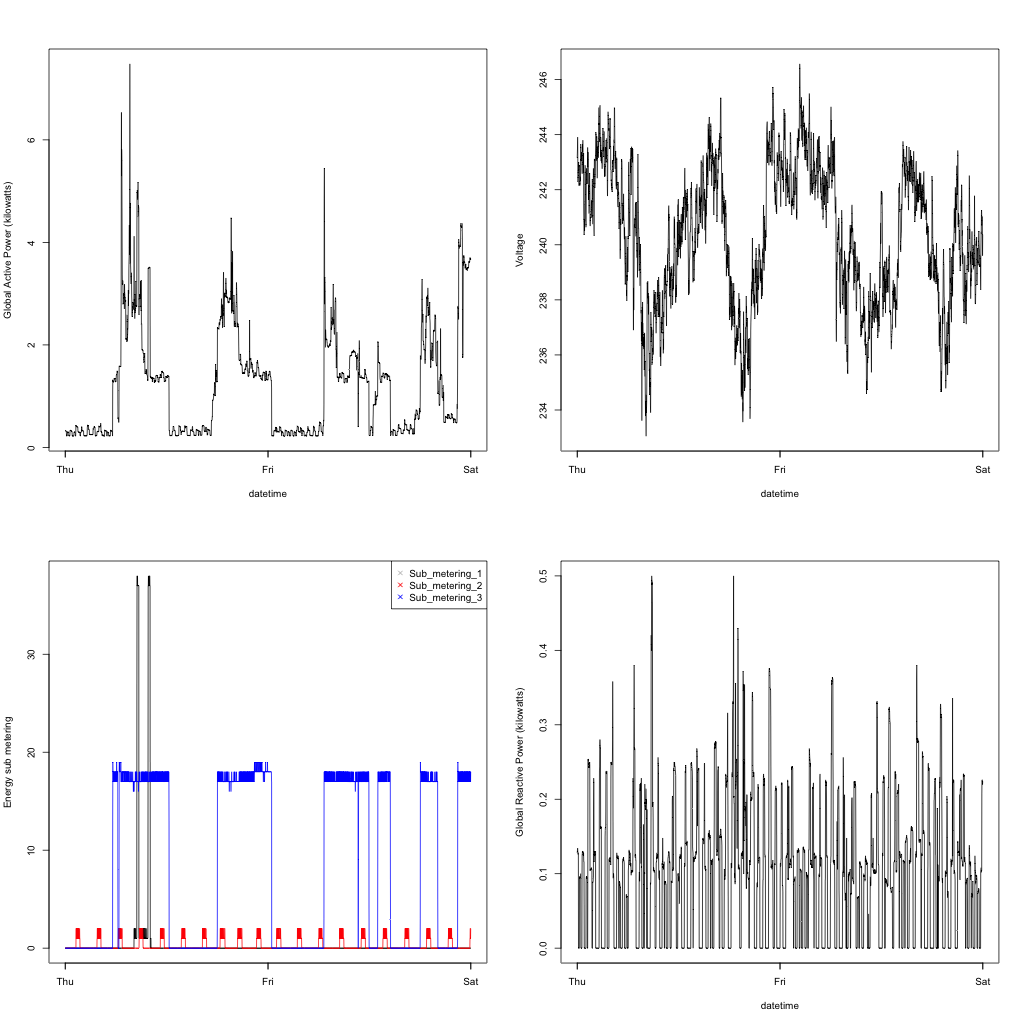 Global Active Power (kilowatts)
0 2 4 6
Thu Fri Sat
datetime
Voltage
234 236 238 240 242 244 246
Thu Fri Sat
datetime
Energy sub metering
0 10 20 30
Sub_metering_1
Sub_metering_2
Sub_metering_3
Thu Fri Sat
Global Reactive Power (kilowatts)
0.0 0.1 0.2 0.3 0.4 0.5
Thu Fri Sat
datetime